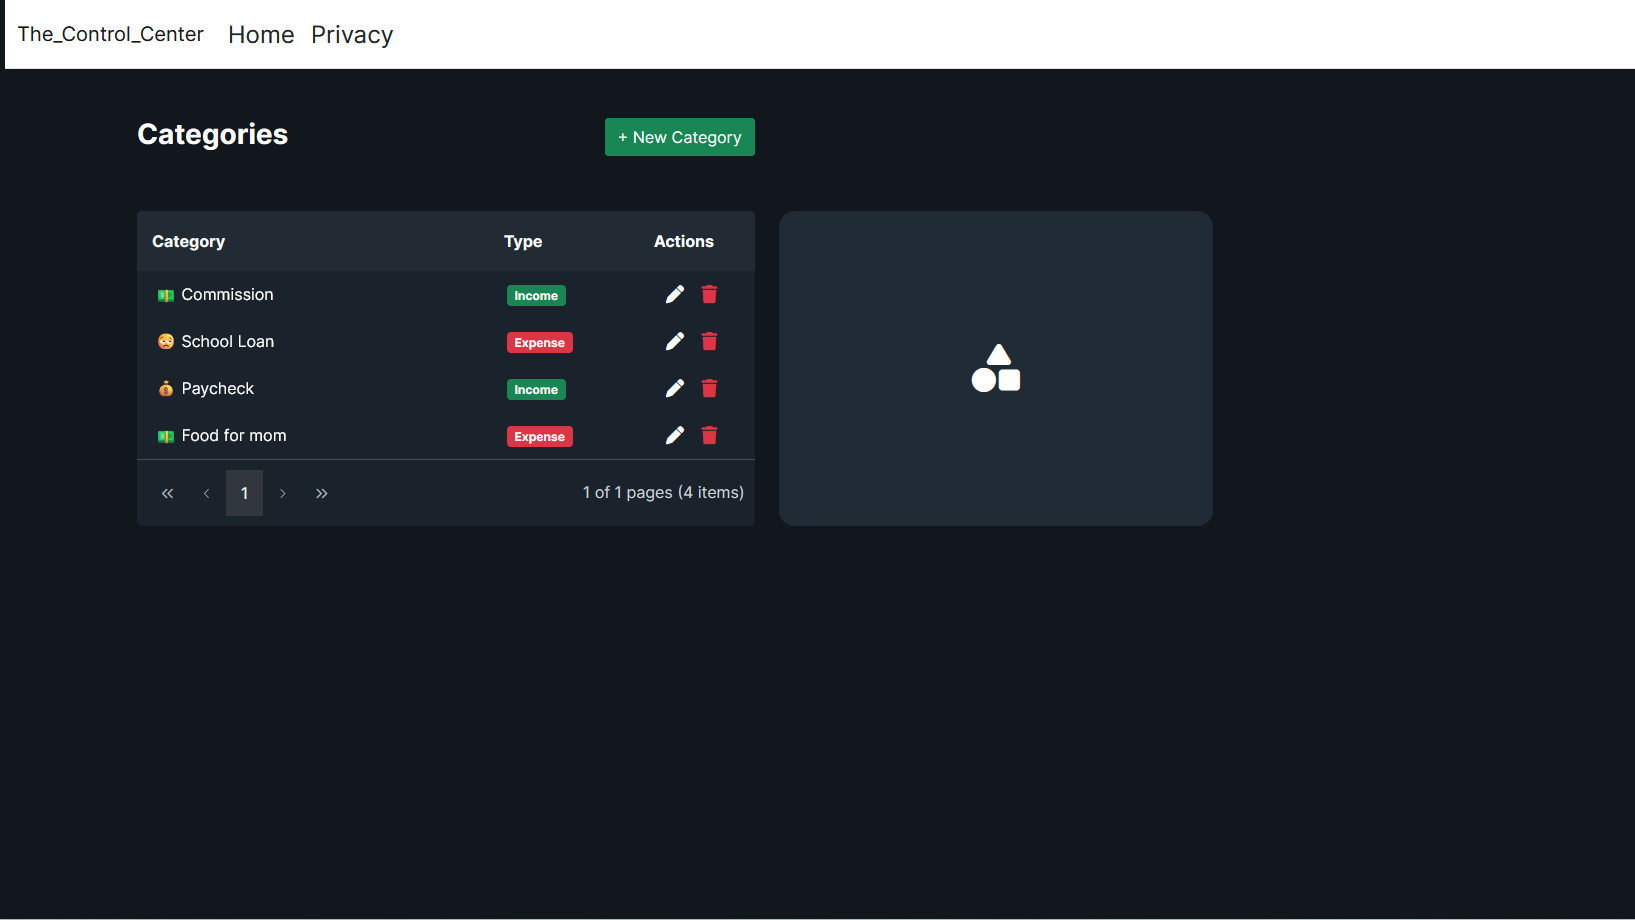 The_Control_Center Home Privacy
Categories + New Category
Category Type Actions
Commission Income
School Loan Expense
Paycheck Income
Food for mom Expense
« ‹ 1 › » 1 of 1 pages (4 items)